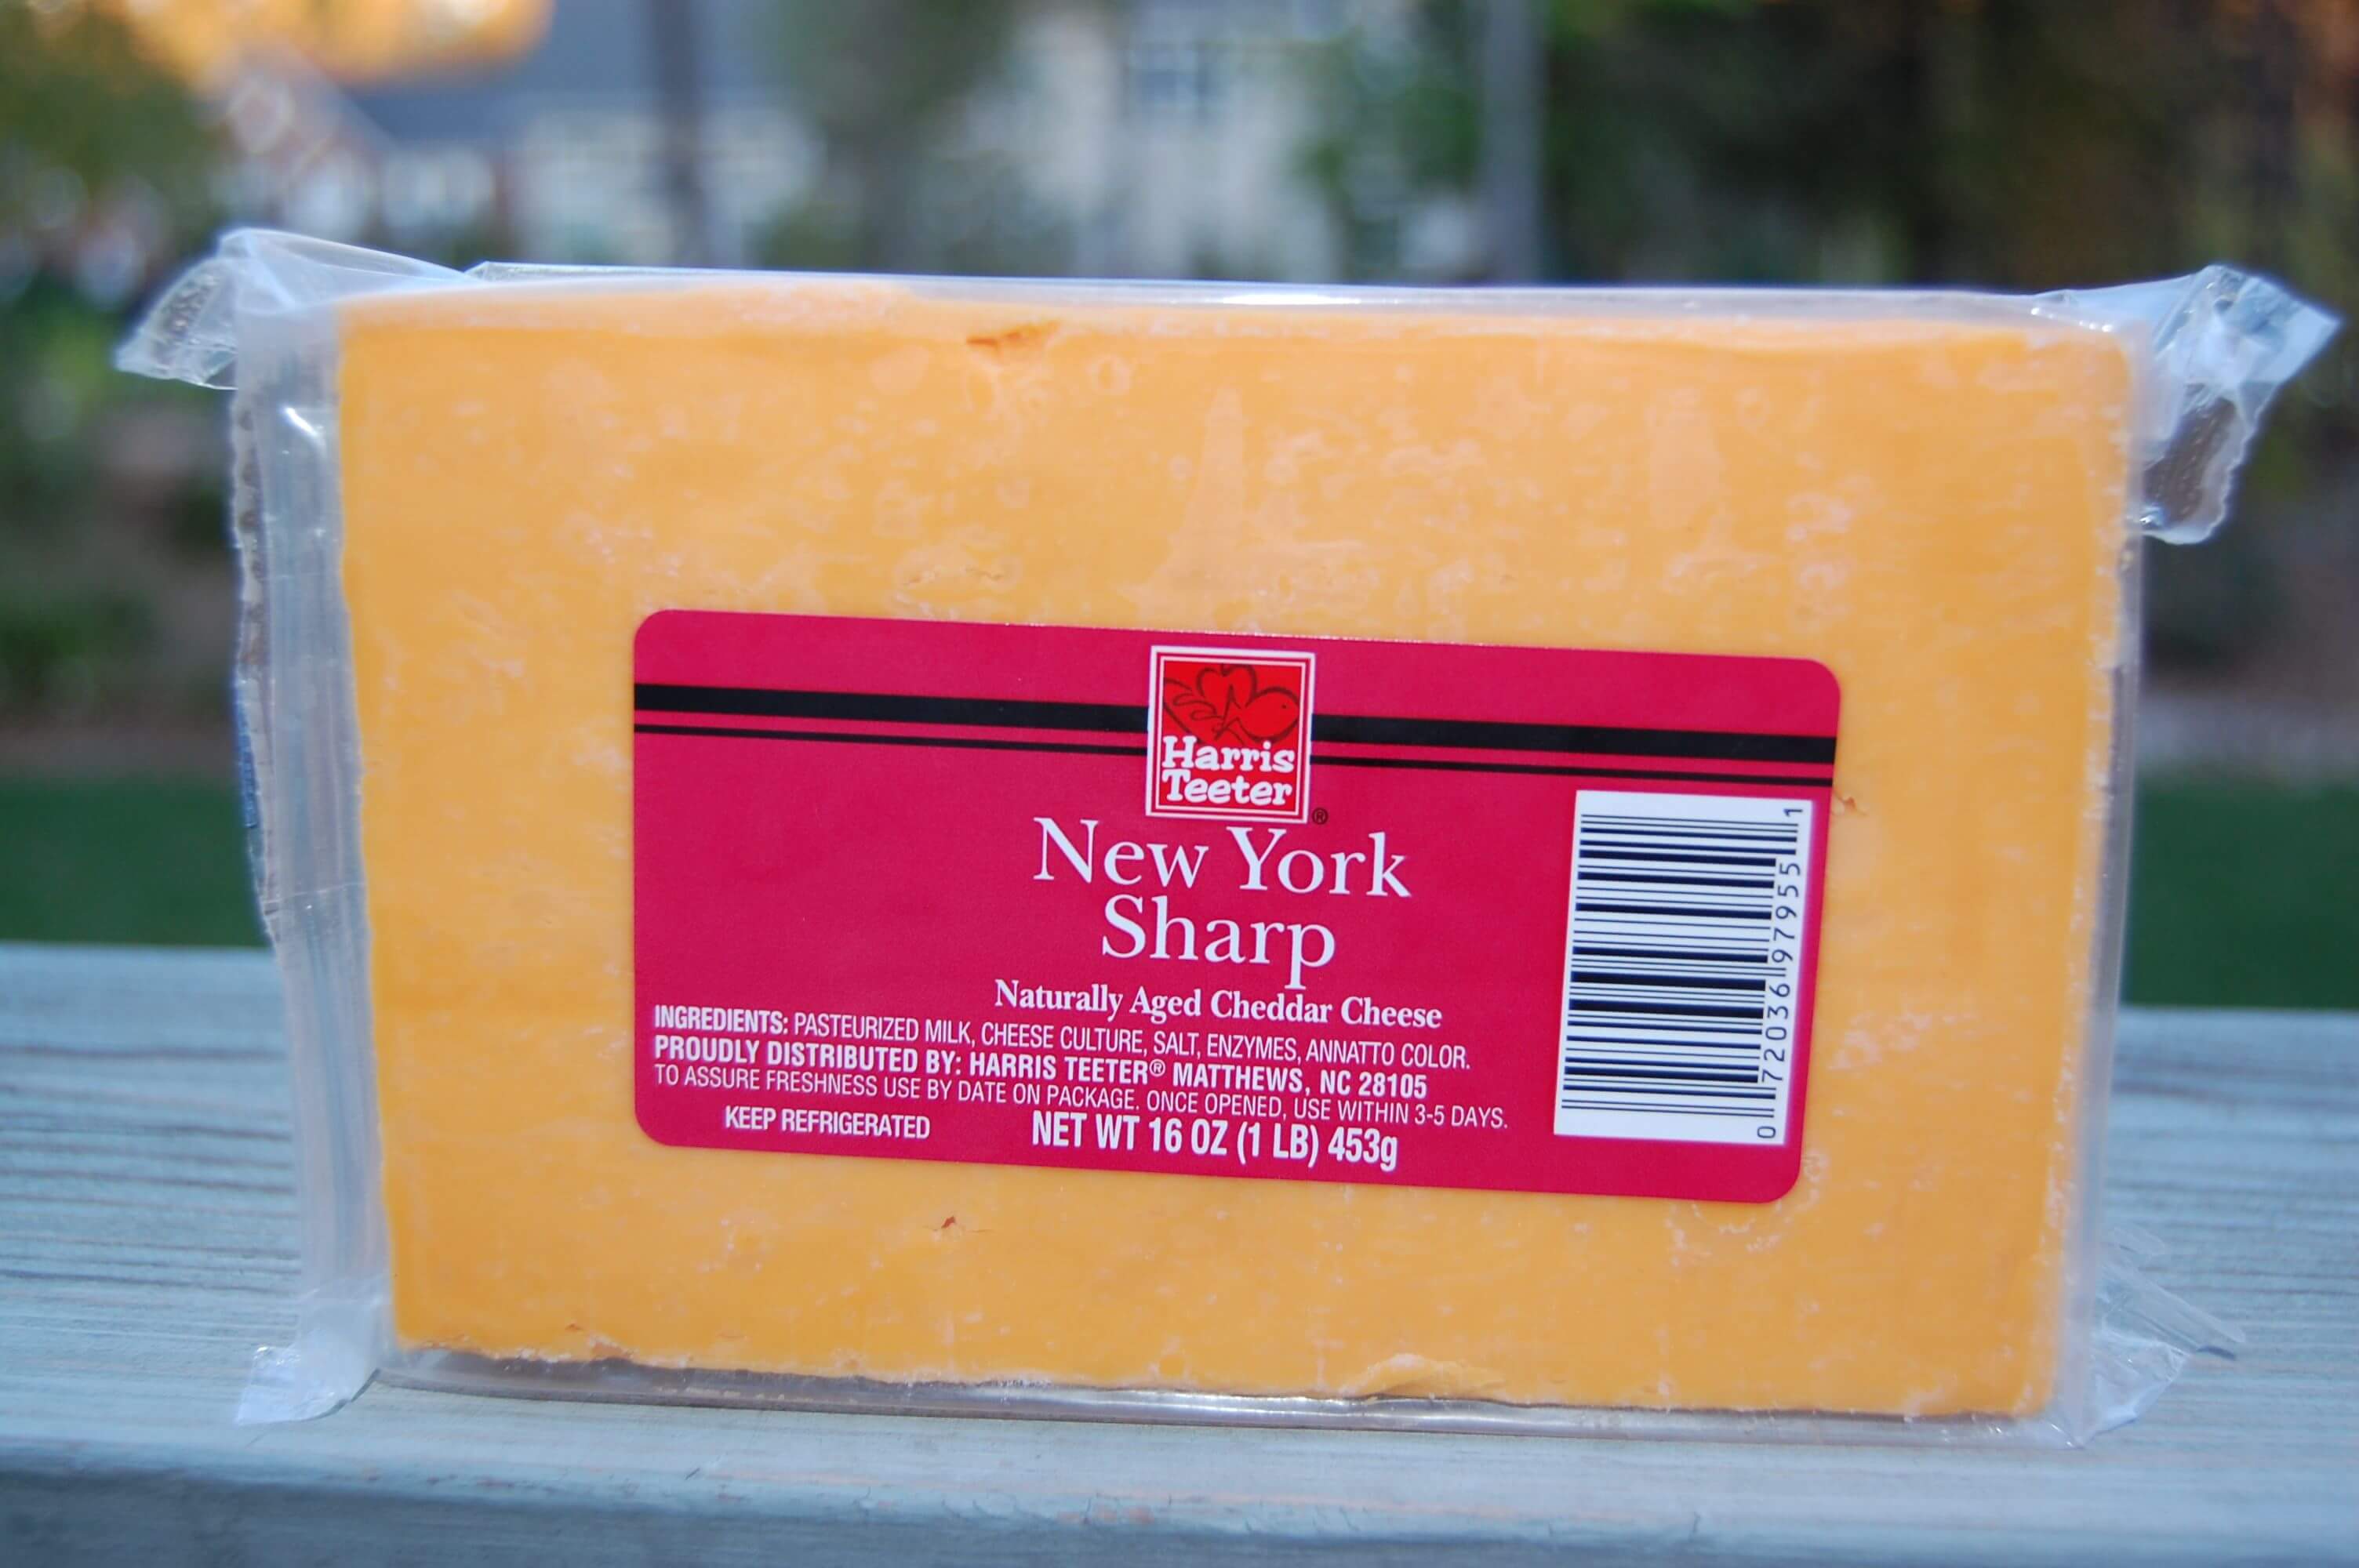 Harris
Teeter
®
New York
Sharp
Naturally Aged Cheddar Cheese
INGREDIENTS: PASTEURIZED MILK, CHEESE CULTURE, SALT, ENZYMES, ANNATTO COLOR.
PROUDLY DISTRIBUTED BY: HARRIS TEETER® MATTHEWS, NC 28105
TO ASSURE FRESHNESS USE BY DATE ON PACKAGE. ONCE OPENED, USE WITHIN 3-5 DAYS.
KEEP REFRIGERATED
NET WT 16 OZ (1 LB) 453g
0 72036 97955 1